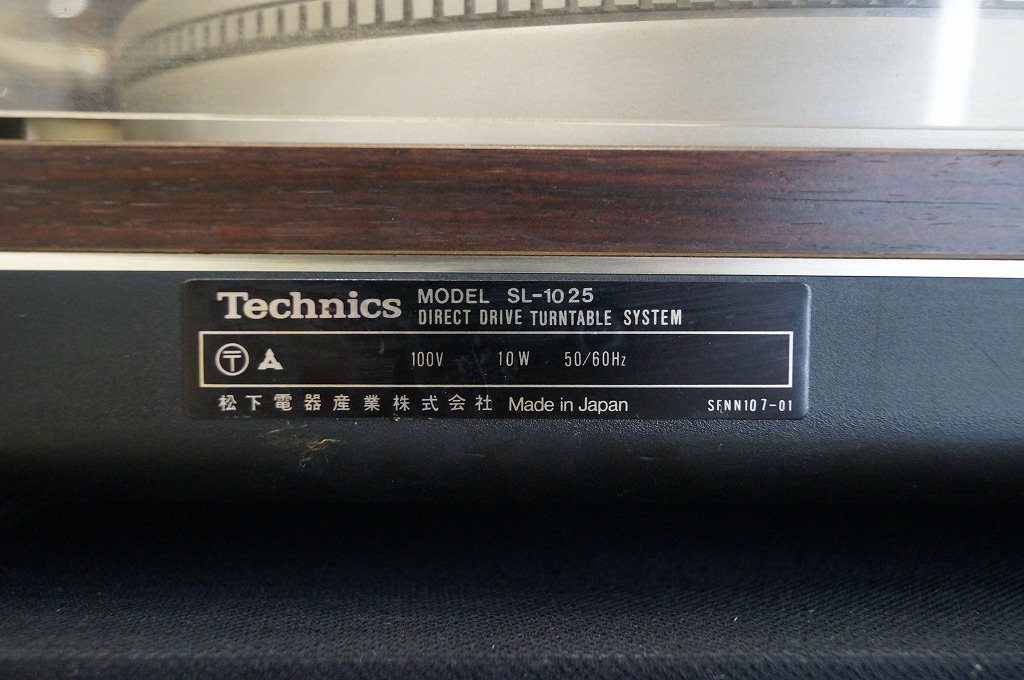 Technics MODEL SL-1025
DIRECT DRIVE TURNTABLE SYSTEM
〒 100V 10W 50/60Hz
松下電器産業株式会社 Made in Japan SFNN107-01